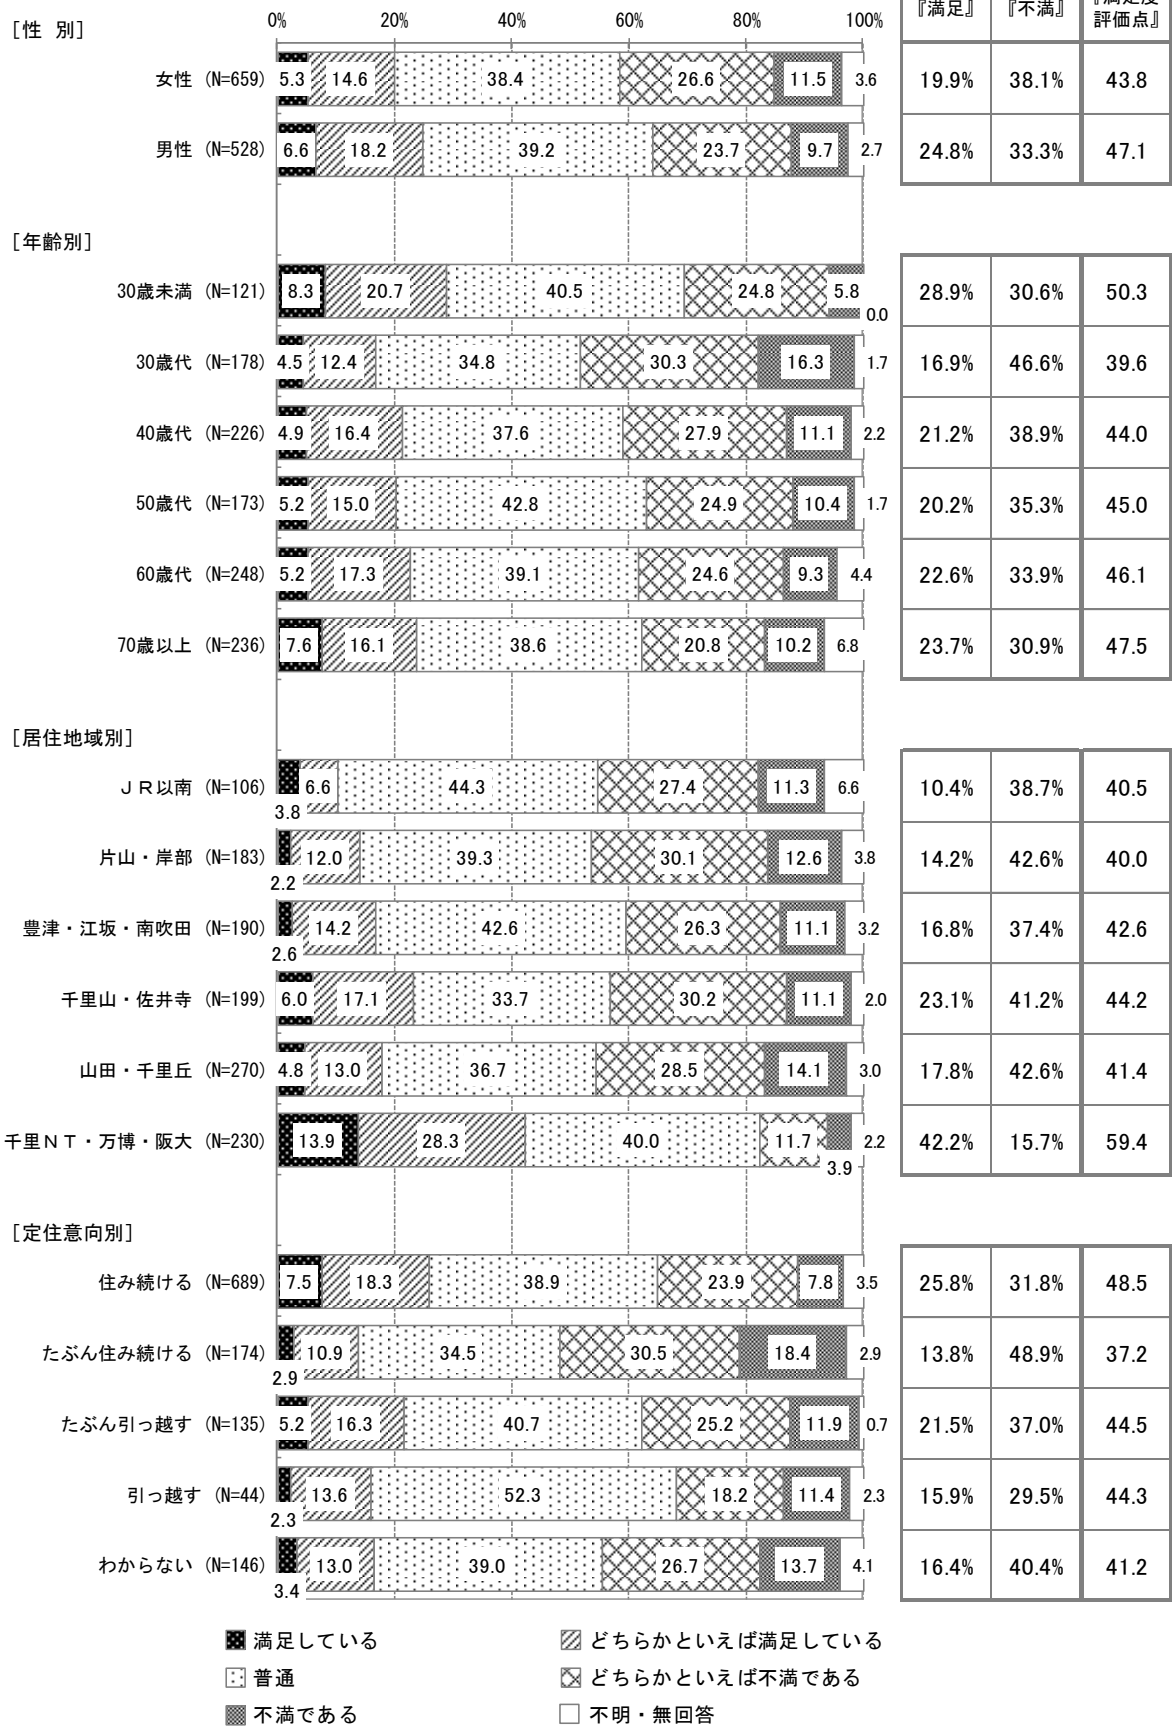 『満足』 『不満』 『満足度
評価点』
[性 別]
0% 20% 40% 60% 80% 100%
女性 (N=659) 5.3 14.6 38.4 26.6 11.5 3.6 19.9% 38.1% 43.8
男性 (N=528) 6.6 18.2 39.2 23.7 9.7 2.7 24.8% 33.3% 47.1
[年齢別]
30歳未満 (N=121) 8.3 20.7 40.5 24.8 5.8 0.0 28.9% 30.6% 50.3
30歳代 (N=178) 4.5 12.4 34.8 30.3 16.3 1.7 16.9% 46.6% 39.6
40歳代 (N=226) 4.9 16.4 37.6 27.9 11.1 2.2 21.2% 38.9% 44.0
50歳代 (N=173) 5.2 15.0 42.8 24.9 10.4 1.7 20.2% 35.3% 45.0
60歳代 (N=248) 5.2 17.3 39.1 24.6 9.3 4.4 22.6% 33.9% 46.1
70歳以上 (N=236) 7.6 16.1 38.6 20.8 10.2 6.8 23.7% 30.9% 47.5
[居住地域別]
ＪＲ以南 (N=106) 3.8 6.6 44.3 27.4 11.3 6.6 10.4% 38.7% 40.5
片山・岸部 (N=183) 2.2 12.0 39.3 30.1 12.6 3.8 14.2% 42.6% 40.0
豊津・江坂・南吹田 (N=190) 2.6 14.2 42.6 26.3 11.1 3.2 16.8% 37.4% 42.6
千里山・佐井寺 (N=199) 6.0 17.1 33.7 30.2 11.1 2.0 23.1% 41.2% 44.2
山田・千里丘 (N=270) 4.8 13.0 36.7 28.5 14.1 3.0 17.8% 42.6% 41.4
千里ＮＴ・万博・阪大 (N=230) 13.9 28.3 40.0 11.7 3.9 2.2 42.2% 15.7% 59.4
[定住意向別]
住み続ける (N=689) 7.5 18.3 38.9 23.9 7.8 3.5 25.8% 31.8% 48.5
たぶん住み続ける (N=174) 2.9 10.9 34.5 30.5 18.4 2.9 13.8% 48.9% 37.2
たぶん引っ越す (N=135) 5.2 16.3 40.7 25.2 11.9 0.7 21.5% 37.0% 44.5
引っ越す (N=44) 2.3 13.6 52.3 18.2 11.4 2.3 15.9% 29.5% 44.3
わからない (N=146) 3.4 13.0 39.0 26.7 13.7 4.1 16.4% 40.4% 41.2
満足している どちらかといえば満足している
普通 どちらかといえば不満である
不満である 不明・無回答